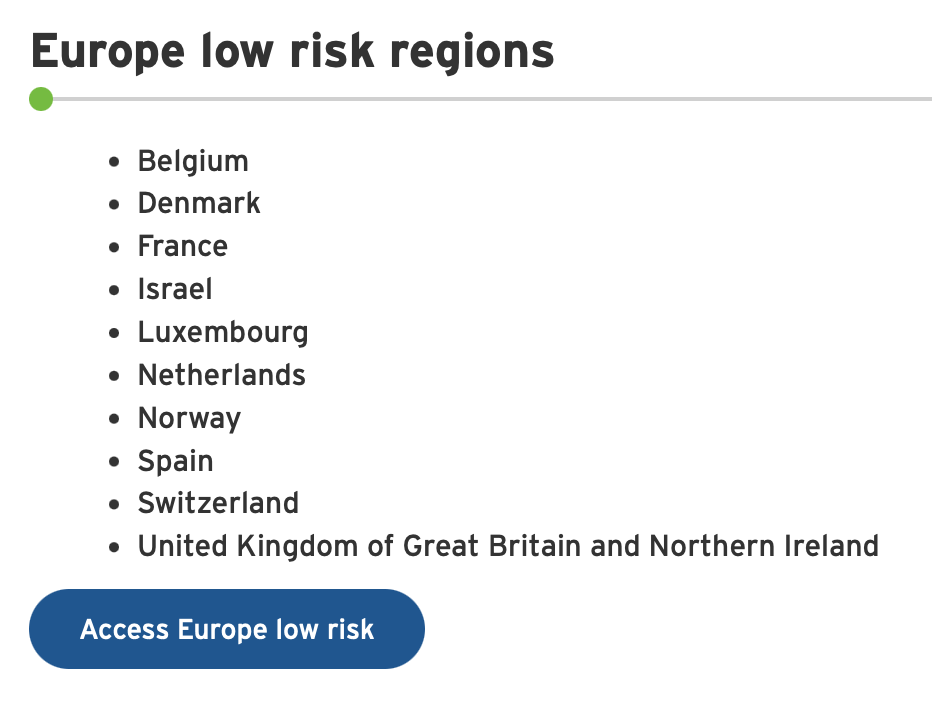 Europe low risk regions
Belgium
Denmark
France
Israel
Luxembourg
Netherlands
Norway
Spain
Switzerland
United Kingdom of Great Britain and Northern Ireland
Access Europe low risk